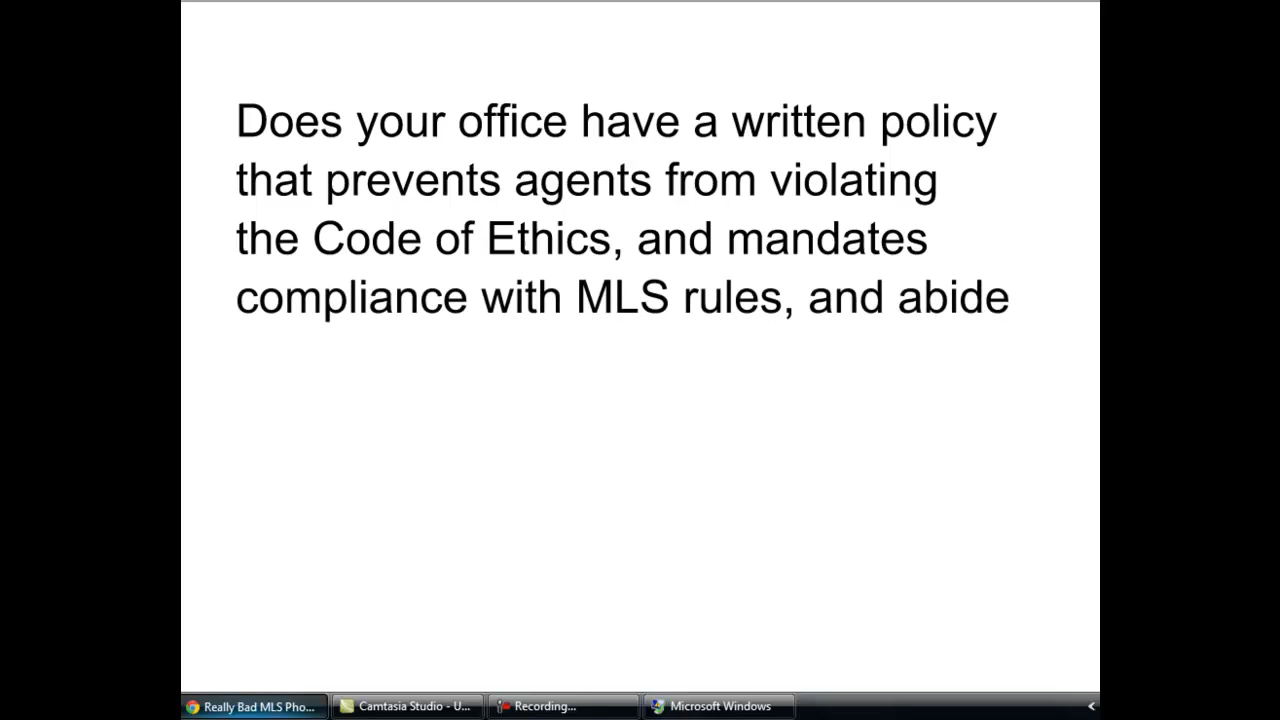 Does your office have a written policy
that prevents agents from violating
the Code of Ethics, and mandates
compliance with MLS rules, and abide
Really Bad MLS Pho...
Camtasia Studio - U...
Recording...
Microsoft Windows